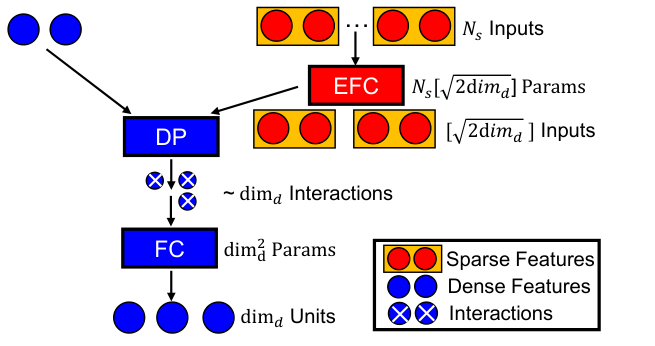 ... N_s Inputs
EFC N_s[√2dim_d] Params
[√2dim_d ] Inputs
DP
~ dim_d Interactions
FC dim_d^2 Params
dim_d Units
Sparse Features
Dense Features
Interactions